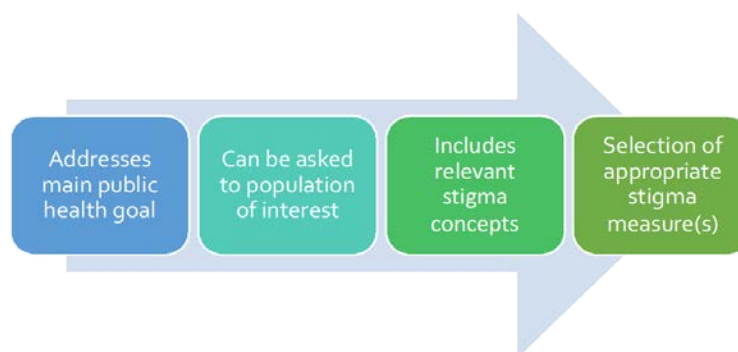 Addresses
main public
health goal
Can be asked
to population
of interest
Includes
relevant
stigma
concepts
Selection of
appropriate
stigma
measure(s)